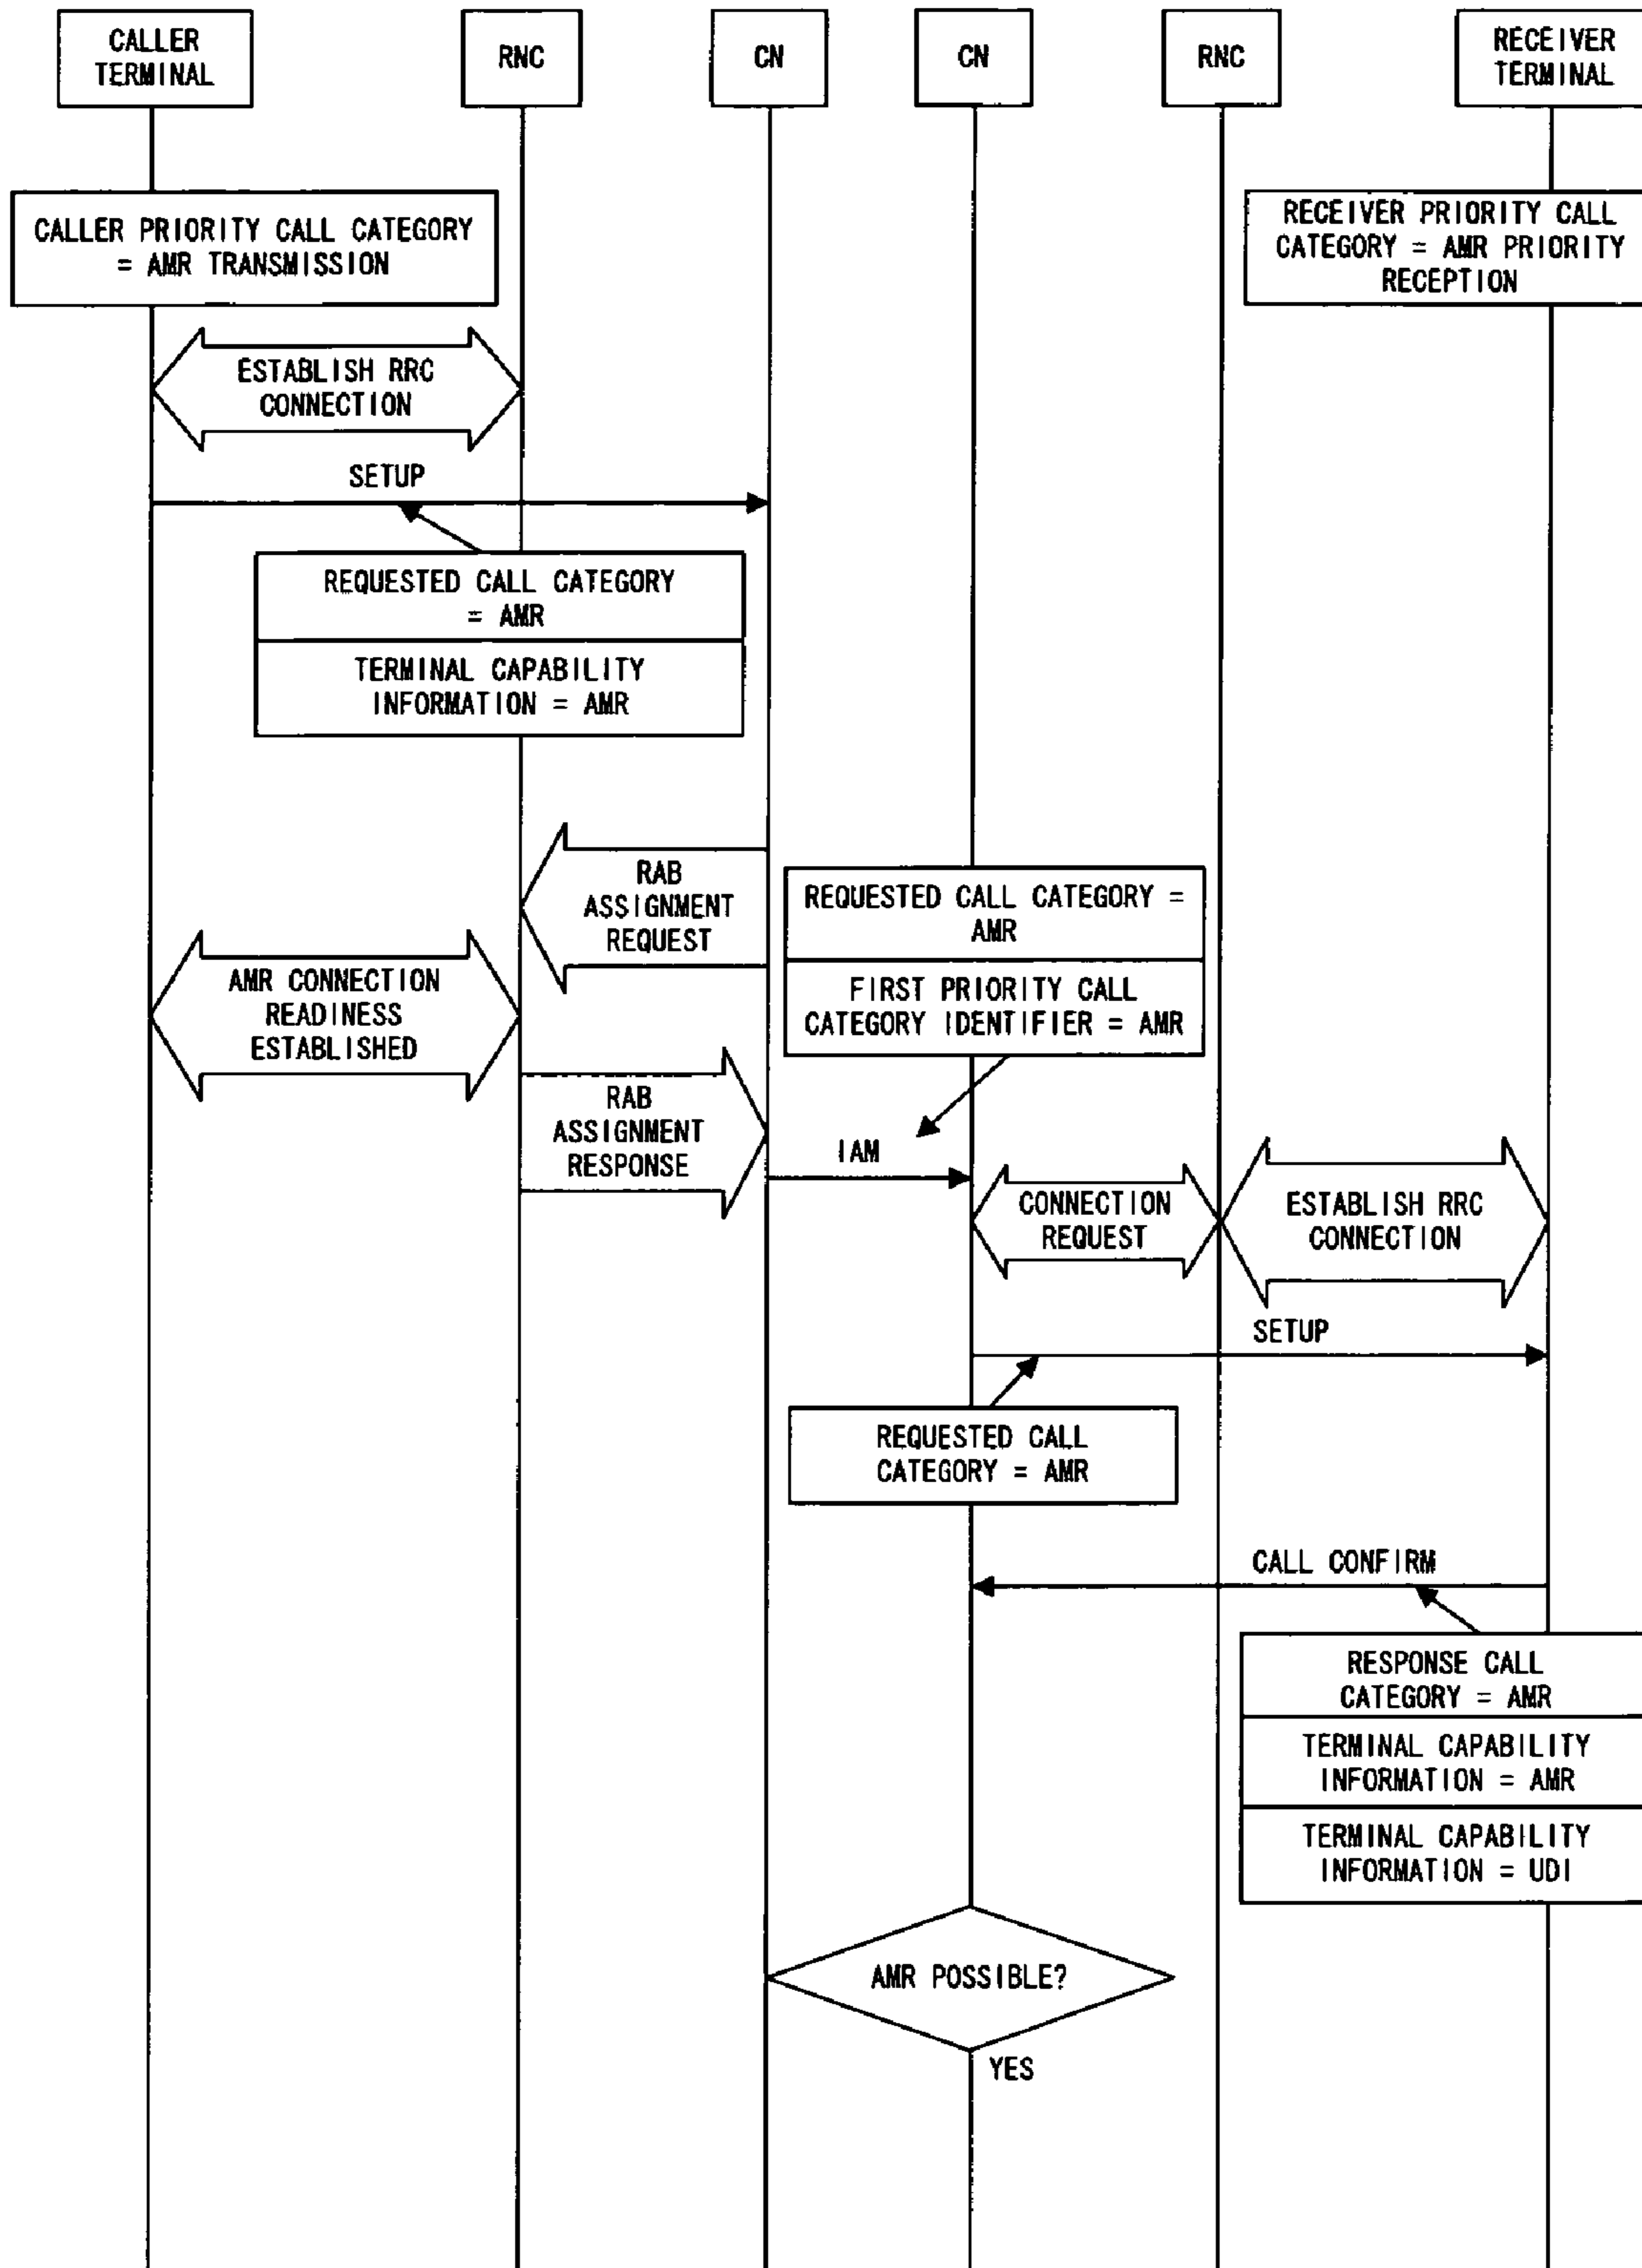 CALLER
TERMINAL
RNC
CN
CN
RNC
RECEIVER
TERMINAL
CALLER PRIORITY CALL CATEGORY
= AMR TRANSMISSION
RECEIVER PRIORITY CALL
CATEGORY = AMR PRIORITY
RECEPTION
ESTABLISH RRC
CONNECTION
SETUP
REQUESTED CALL CATEGORY
= AMR
TERMINAL CAPABILITY
INFORMATION = AMR
RAB
ASSIGNMENT
REQUEST
REQUESTED CALL CATEGORY =
AMR
FIRST PRIORITY CALL
CATEGORY IDENTIFIER = AMR
AMR CONNECTION
READINESS
ESTABLISHED
RAB
ASSIGNMENT
RESPONSE
IAM
CONNECTION
REQUEST
ESTABLISH RRC
CONNECTION
SETUP
REQUESTED CALL
CATEGORY = AMR
CALL CONFIRM
RESPONSE CALL
CATEGORY = AMR
TERMINAL CAPABILITY
INFORMATION = AMR
TERMINAL CAPABILITY
INFORMATION = UDI
AMR POSSIBLE?
YES